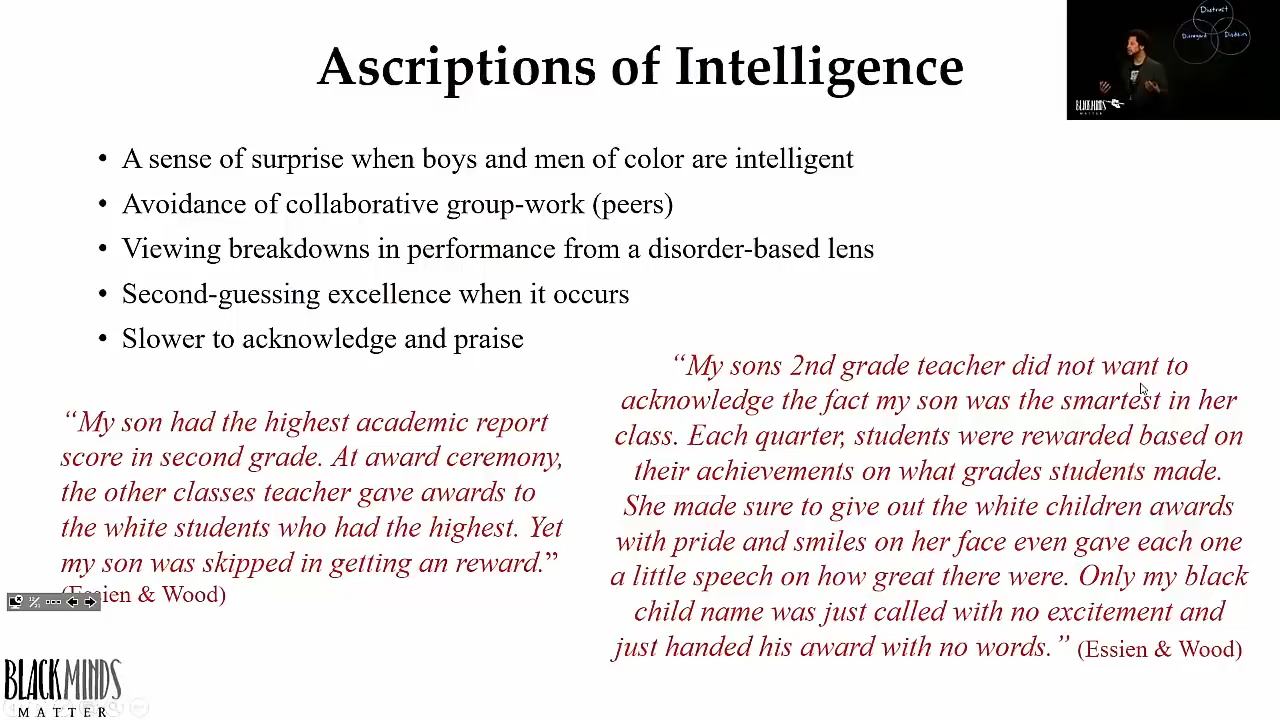 Ascriptions of Intelligence
Distrust
Disregard
Disdain
BLACKMINDS
MATTER
• A sense of surprise when boys and men of color are intelligent
• Avoidance of collaborative group-work (peers)
• Viewing breakdowns in performance from a disorder-based lens
• Second-guessing excellence when it occurs
• Slower to acknowledge and praise
“My son had the highest academic report
score in second grade. At award ceremony,
the other classes teacher gave awards to
the white students who had the highest. Yet
my son was skipped in getting an reward.”
(Essien & Wood)
“My sons 2nd grade teacher did not want to
acknowledge the fact my son was the smartest in her
class. Each quarter, students were rewarded based on
their achievements on what grades students made.
She made sure to give out the white children awards
with pride and smiles on her face even gave each one
a little speech on how great there were. Only my black
child name was just called with no excitement and
just handed his award with no words.” (Essien & Wood)
BLACKMINDS
MATTER